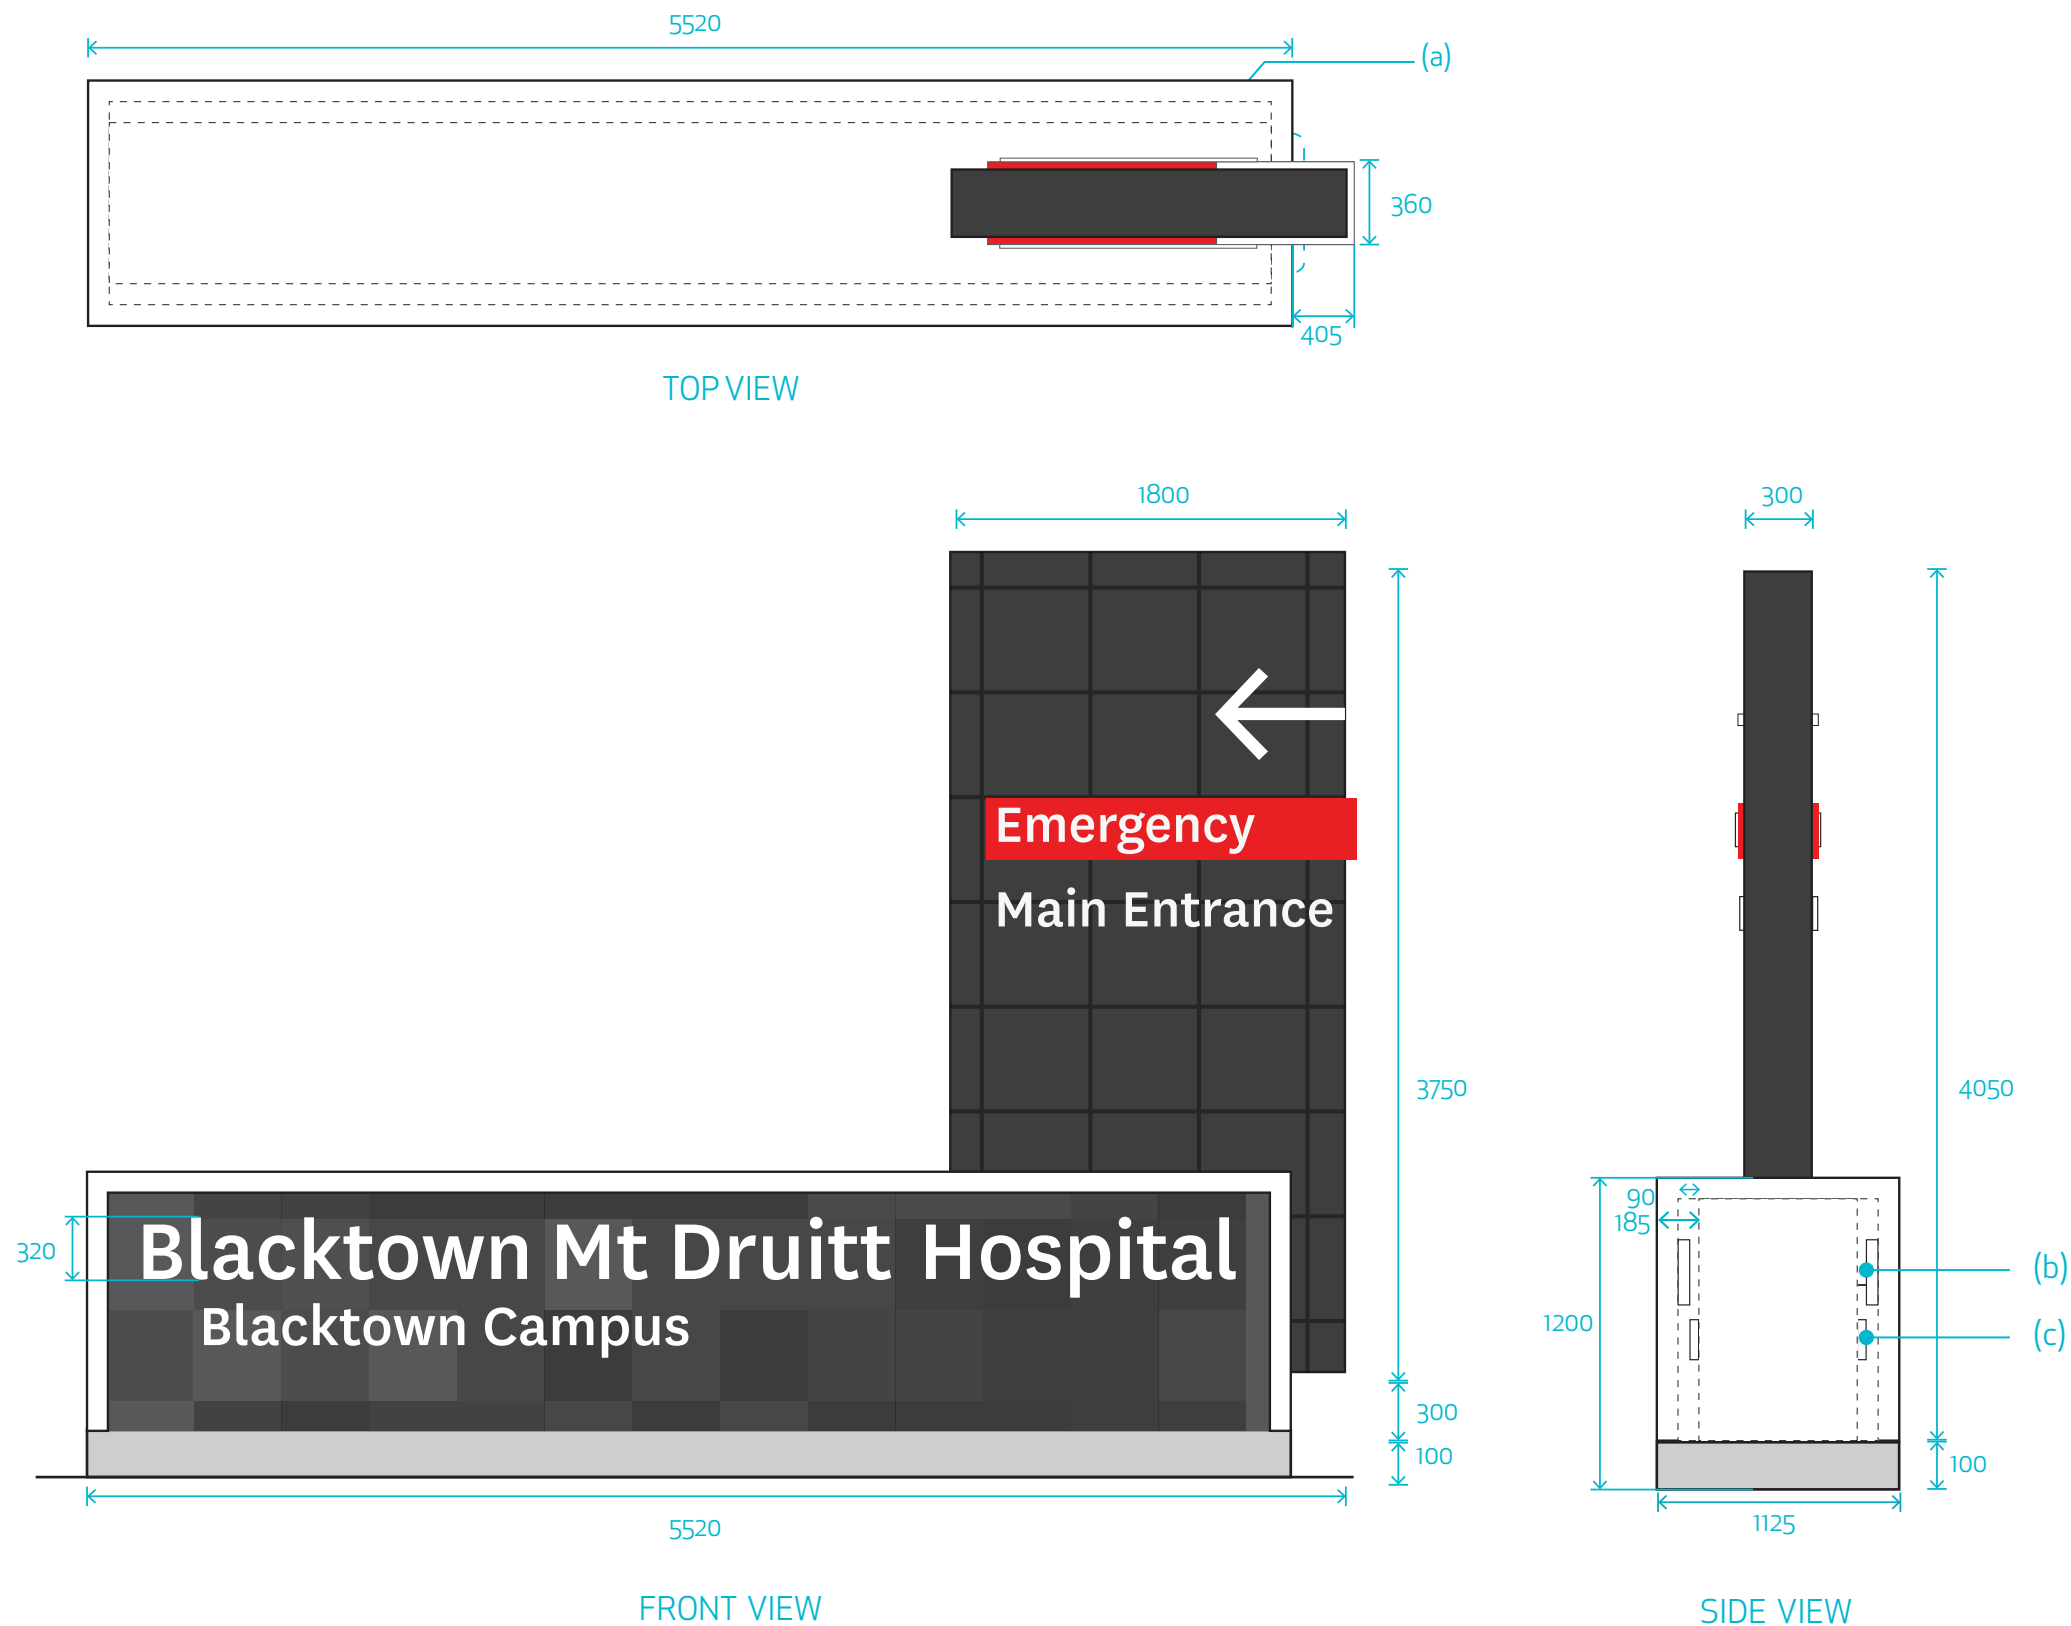 5520
(a)
360
405
TOP VIEW
1800
300
Emergency
Main Entrance
3750
4050
90
185
320
Blacktown Mt Druitt Hospital
Blacktown Campus
(b)
1200
(c)
300
100
100
5520
1125
FRONT VIEW
SIDE VIEW